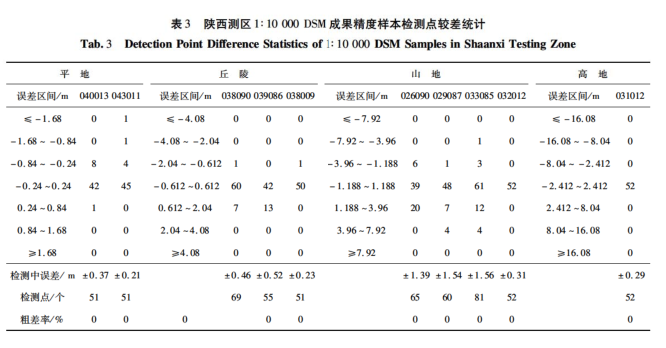 表 3 陕西测区 1∶10 000 DSM 成果精度样本检测点较差统计
Tab. 3 Detection Point Difference Statistics of 1∶10 000 DSM Samples in Shaanxi Testing Zone
平 地 丘 陵 山 地 高 地
误差区间/m 040013 043011 误差区间/m 038090 039086 038009 误差区间/m 026090 029087 033085 032012 误差区间/m 031012
≤-1.68 0 1 ≤-4.08 0 0 0 ≤-7.92 0 0 0 0 ≤-16.08 0
-1.68~-0.84 0 1 -4.08~-2.04 0 0 0 -7.92~-3.96 0 0 1 0 -16.08~-8.04 0
-0.84~-0.24 8 4 -2.04~-0.612 1 0 1 -3.96~-1.188 6 1 3 0 -8.04~-2.412 0
-0.24~0.24 42 45 -0.612~0.612 60 42 50 -1.188~1.188 39 48 61 52 -2.412~2.412 52
0.24~0.84 1 0 0.612~2.04 7 13 0 1.188~3.96 20 7 12 0 2.412~8.04 0
0.84~1.68 0 0 2.04~4.08 0 0 0 3.96~7.92 0 4 4 0 8.04~16.08 0
≥1.68 0 0 ≥4.08 0 0 0 ≥7.92 0 0 0 0 ≥16.08 0
检测中误差/ m ±0.37 ±0.21 ±0.46 ±0.52 ±0.23 ±1.39 ±1.54 ±1.56 ±0.31 ±0.29
检测点/个 51 51 69 55 51 65 60 81 52 52
粗差率/% 0 0 0 0 0 0 0 0 0 0 0